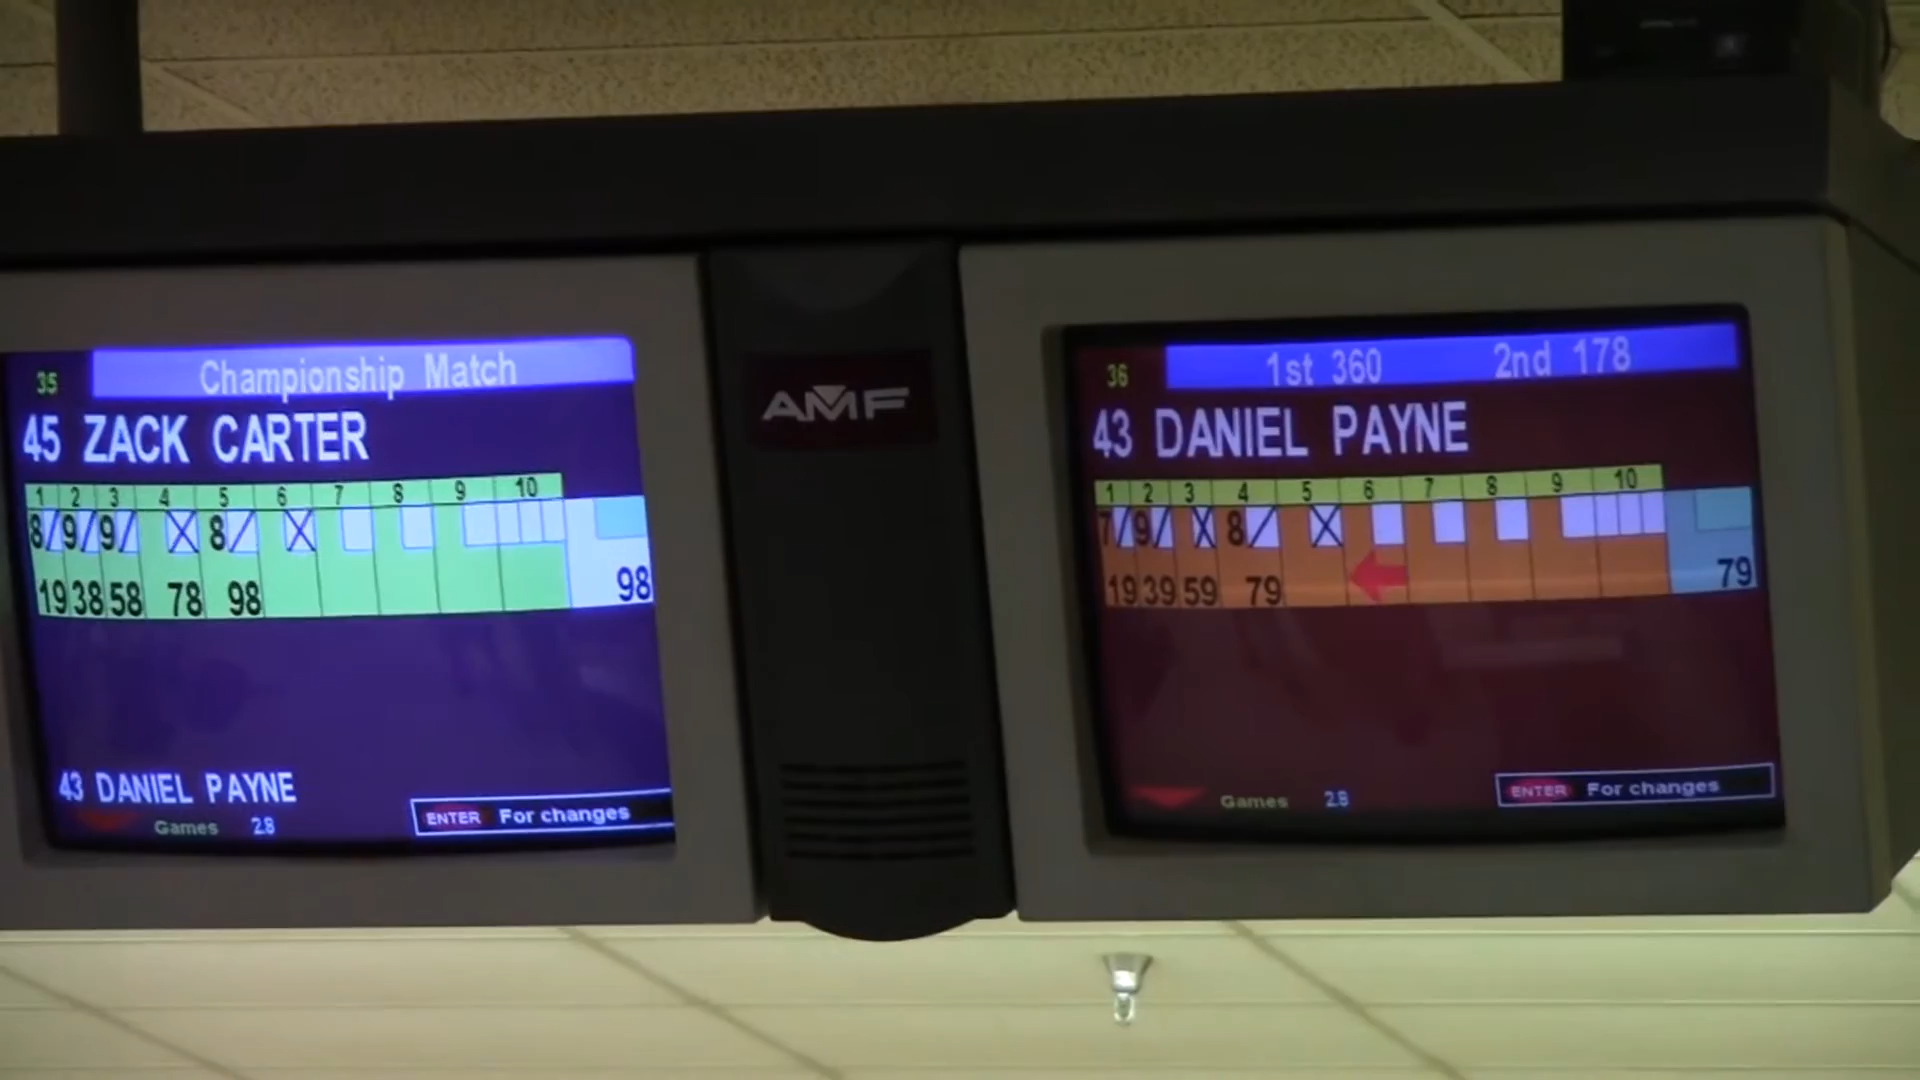 35 Championship Match
45 ZACK CARTER
1 2 3 4 5 6 7 8 9 10
8/ 9/ 9/ X 8/ X
19 38 58 78 98 98
43 DANIEL PAYNE
Games 28
ENTER For changes
AMF
36 1st 360 2nd 178
43 DANIEL PAYNE
1 2 3 4 5 6 7 8 9 10
7/ 9/ X 8/ X
19 39 59 79 79
Games 28
ENTER For changes